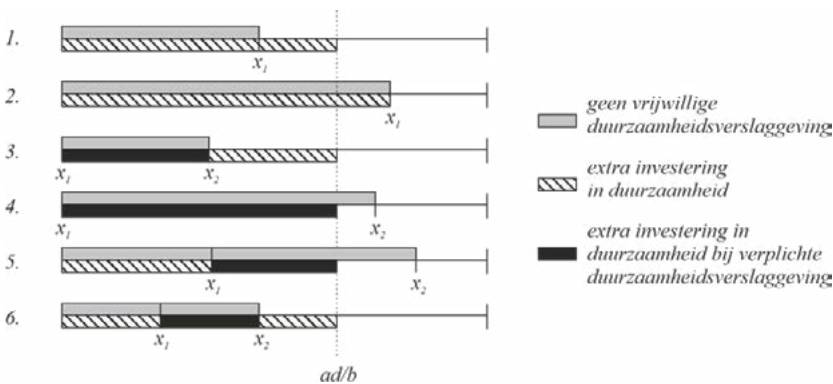 1.
x1
2.
x1
3.
x1 x2
4.
x1 x2
5.
x1 x2
6.
x1 x2
ad/b
geen vrijwillige
duurzaamheidsverslaggeving
extra investering
in duurzaamheid
extra investering in
duurzaamheid bij verplichte
duurzaamheidsverslaggeving